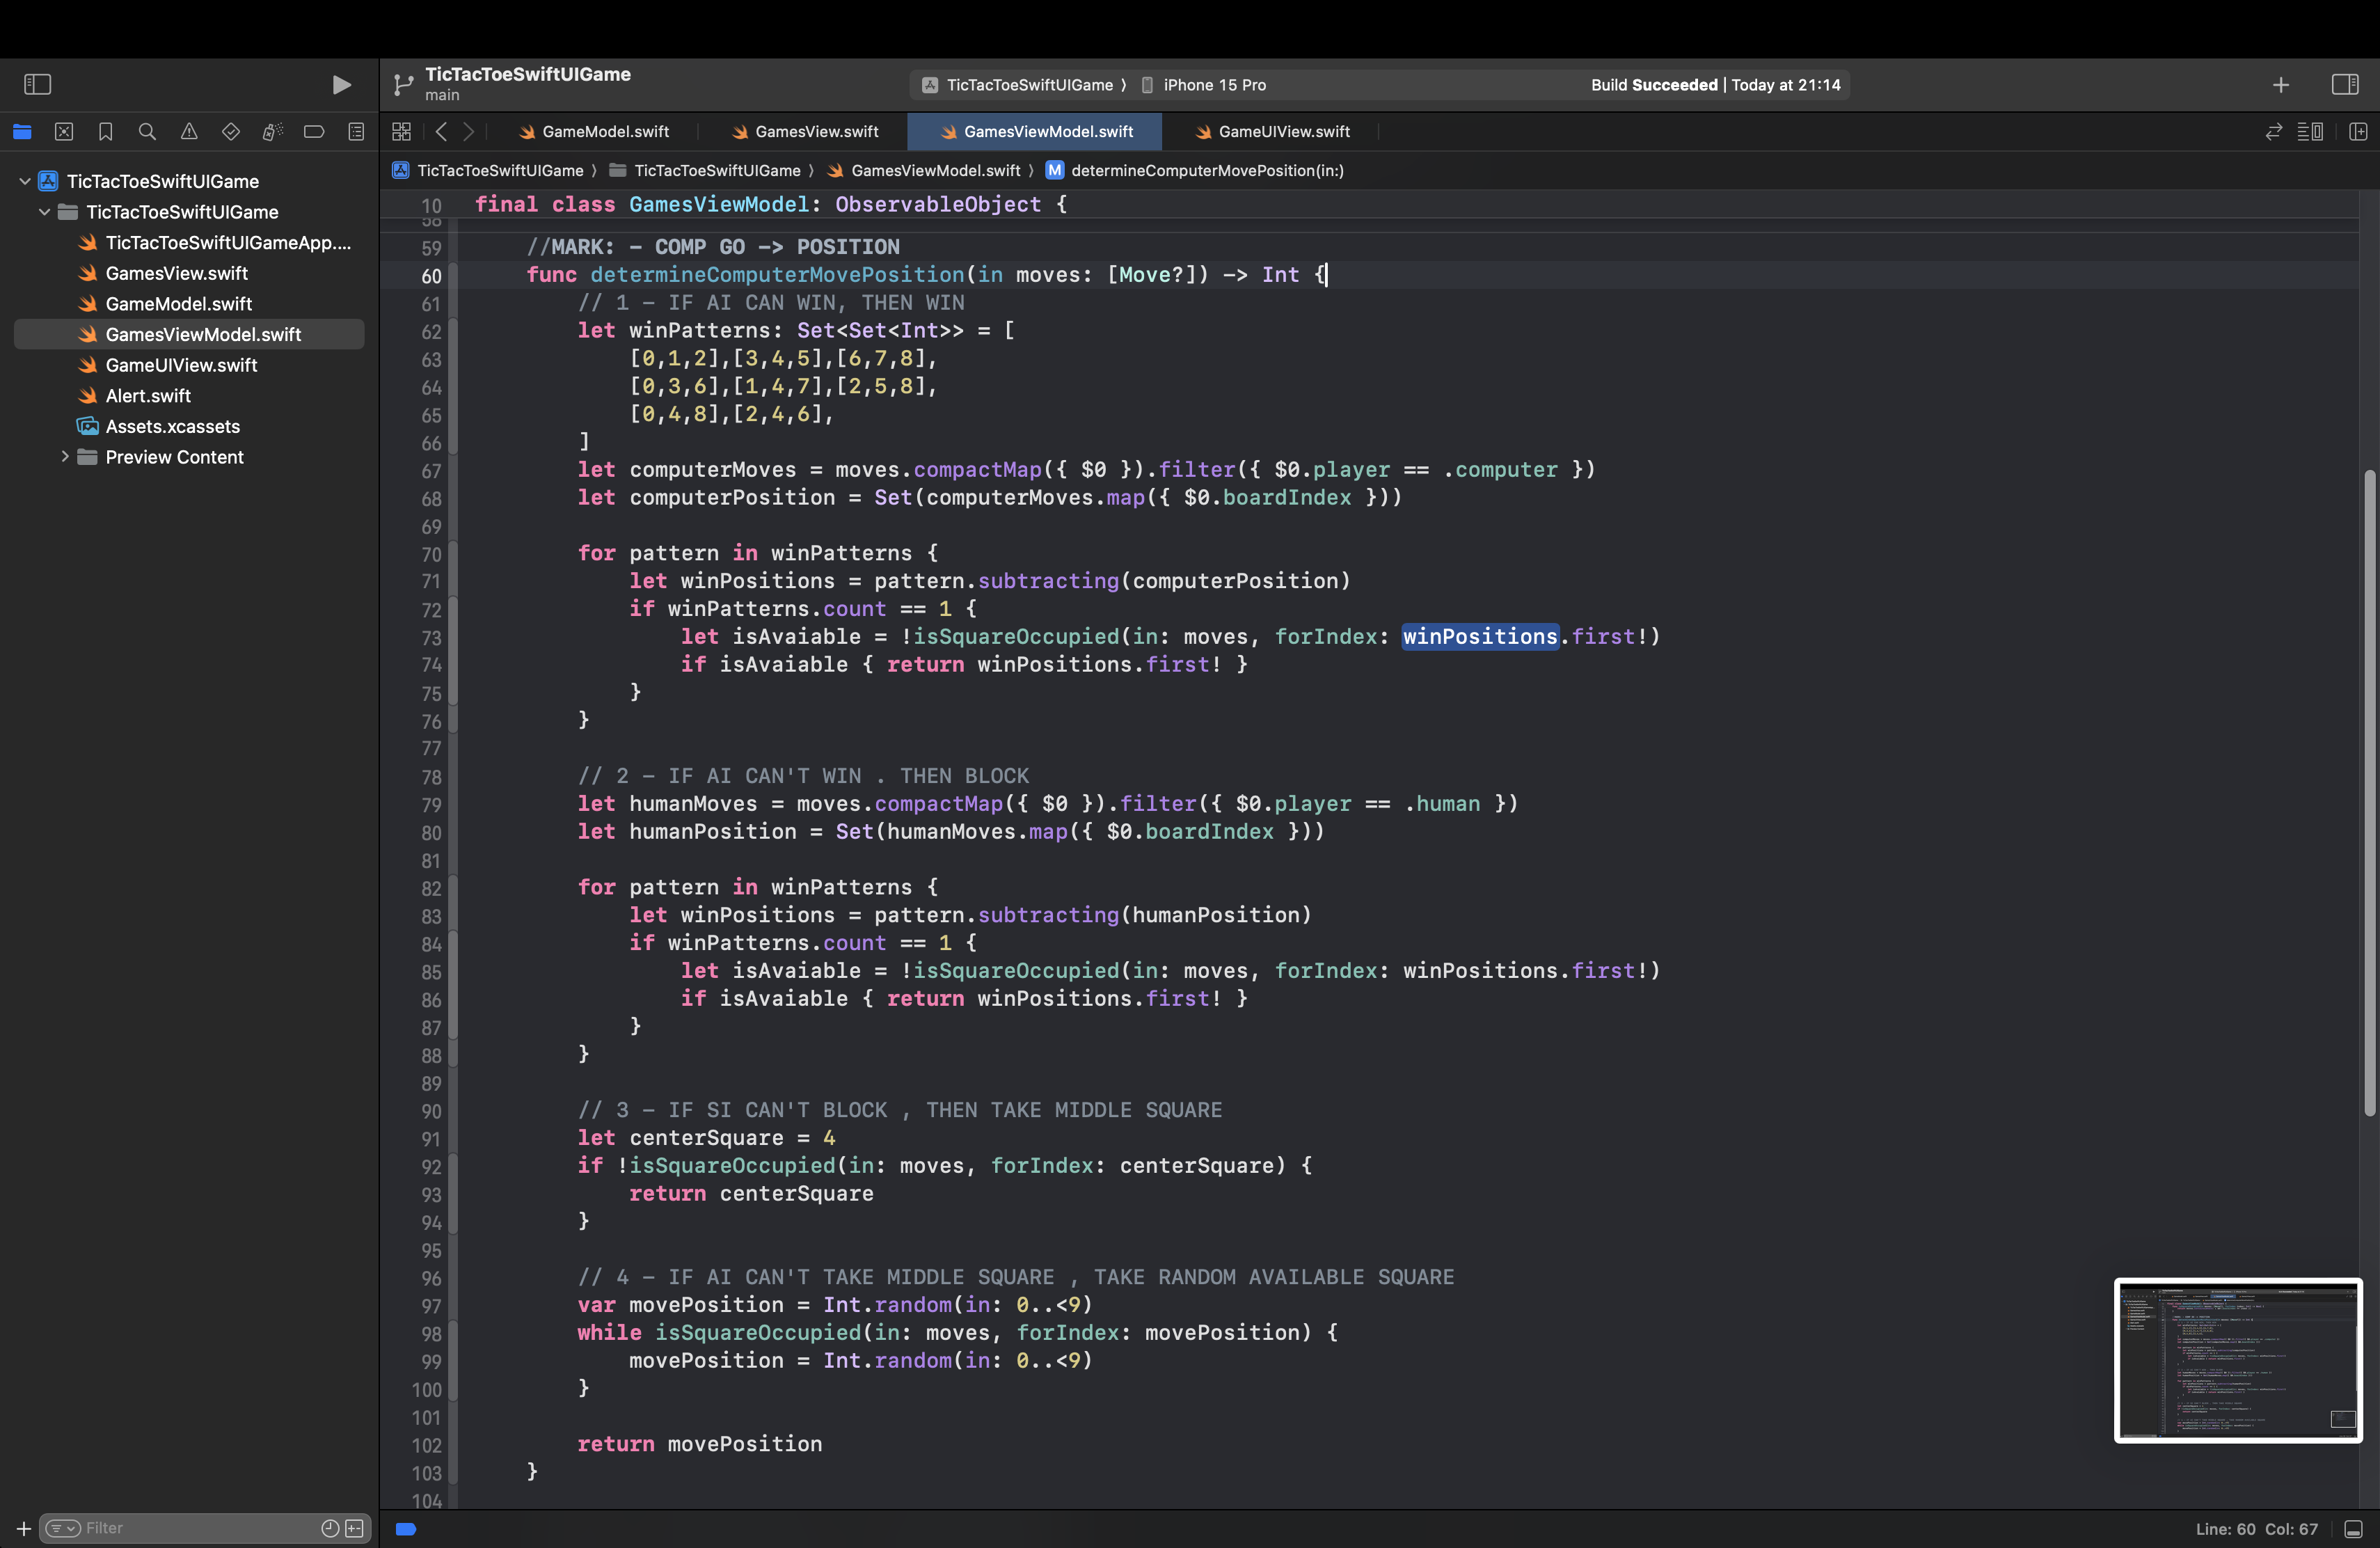 TicTacToeSwiftUIGame
main
TicTacToeSwiftUIGame 〉 iPhone 15 Pro
Build Succeeded | Today at 21:14
GameModel.swift
GamesView.swift
GamesViewModel.swift
GameUIView.swift
TicTacToeSwiftUIGame 〉 TicTacToeSwiftUIGame 〉 GamesViewModel.swift 〉 M determineComputerMovePosition(in:)
TicTacToeSwiftUIGame
TicTacToeSwiftUIGame
TicTacToeSwiftUIGameApp....
GamesView.swift
GameModel.swift
GamesViewModel.swift
GameUIView.swift
Alert.swift
Assets.xcassets
Preview Content
10 final class GamesViewModel: ObservableObject {
58
59 //MARK: - COMP GO -> POSITION
60 func determineComputerMovePosition(in moves: [Move?]) -> Int {
61 // 1 - IF AI CAN WIN, THEN WIN
62 let winPatterns: Set<Set<Int>> = [
63 [0,1,2],[3,4,5],[6,7,8],
64 [0,3,6],[1,4,7],[2,5,8],
65 [0,4,8],[2,4,6],
66 ]
67 let computerMoves = moves.compactMap({ $0 }).filter({ $0.player == .computer })
68 let computerPosition = Set(computerMoves.map({ $0.boardIndex }))
69
70 for pattern in winPatterns {
71 let winPositions = pattern.subtracting(computerPosition)
72 if winPatterns.count == 1 {
73 let isAvaiable = !isSquareOccupied(in: moves, forIndex: winPositions.first!)
74 if isAvaiable { return winPositions.first! }
75 }
76 }
77
78 // 2 - IF AI CAN'T WIN . THEN BLOCK
79 let humanMoves = moves.compactMap({ $0 }).filter({ $0.player == .human })
80 let humanPosition = Set(humanMoves.map({ $0.boardIndex }))
81
82 for pattern in winPatterns {
83 let winPositions = pattern.subtracting(humanPosition)
84 if winPatterns.count == 1 {
85 let isAvaiable = !isSquareOccupied(in: moves, forIndex: winPositions.first!)
86 if isAvaiable { return winPositions.first! }
87 }
88 }
89
90 // 3 - IF SI CAN'T BLOCK , THEN TAKE MIDDLE SQUARE
91 let centerSquare = 4
92 if !isSquareOccupied(in: moves, forIndex: centerSquare) {
93 return centerSquare
94 }
95
96 // 4 - IF AI CAN'T TAKE MIDDLE SQUARE , TAKE RANDOM AVAILABLE SQUARE
97 var movePosition = Int.random(in: 0..<9)
98 while isSquareOccupied(in: moves, forIndex: movePosition) {
99 movePosition = Int.random(in: 0..<9)
100 }
101
102 return movePosition
103 }
104
Filter
Line: 60 Col: 67